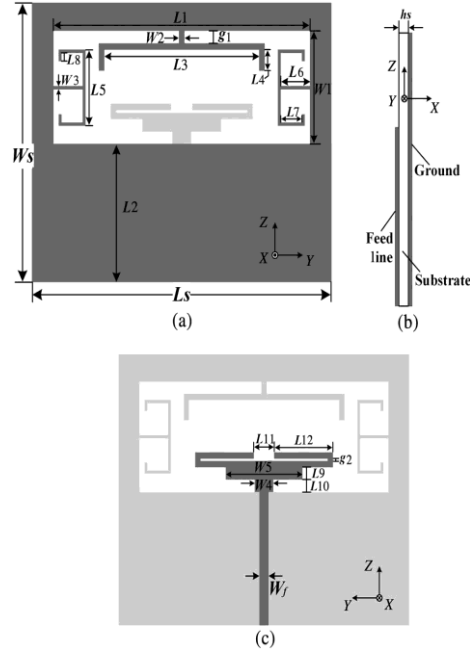 L1
W2
g1
L3
L4
L8
W3
L5
L6
L7
W1
Ws
L2
Z
X
Y
Ls
(a)
hs
Z
Y
X
Ground
Feed
line
Substrate
(b)
L11
L12
g2
W5
L9
W4
L10
Wf
Z
Y
X
(c)